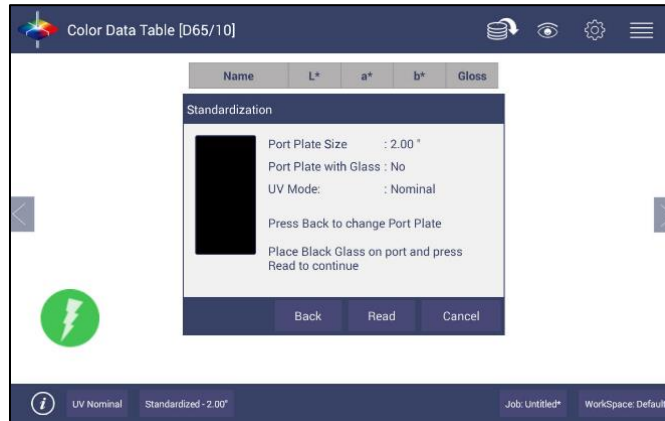 Color Data Table [D65/10]
Name L* a* b* Gloss
Standardization
Port Plate Size : 2.00 "
Port Plate with Glass : No
UV Mode: : Nominal
Press Back to change Port Plate
Place Black Glass on port and press
Read to continue
Back Read Cancel
i UV Nominal Standardized - 2.00" Job: Untitled* WorkSpace: Default